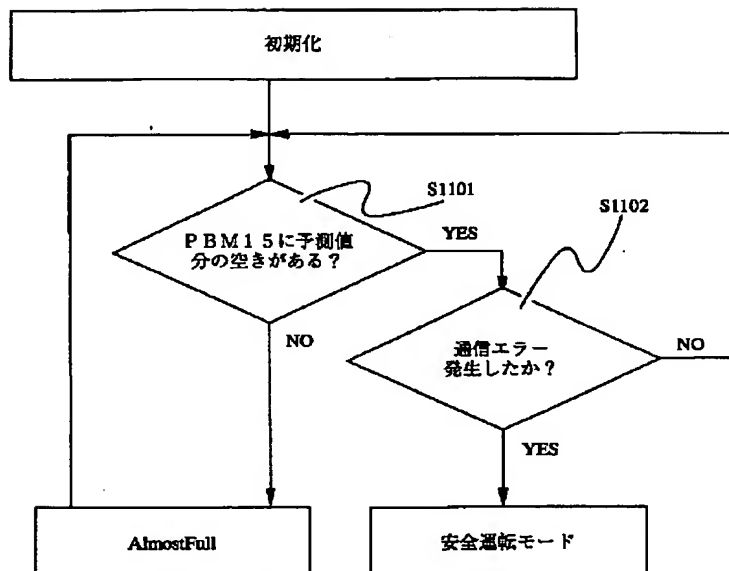 初期化
S1101
S1102
ＰＢＭ１５に予測値
分の空きがある？
YES
NO
通信エラー
発生したか？
NO
YES
AlmostFull
安全運転モード